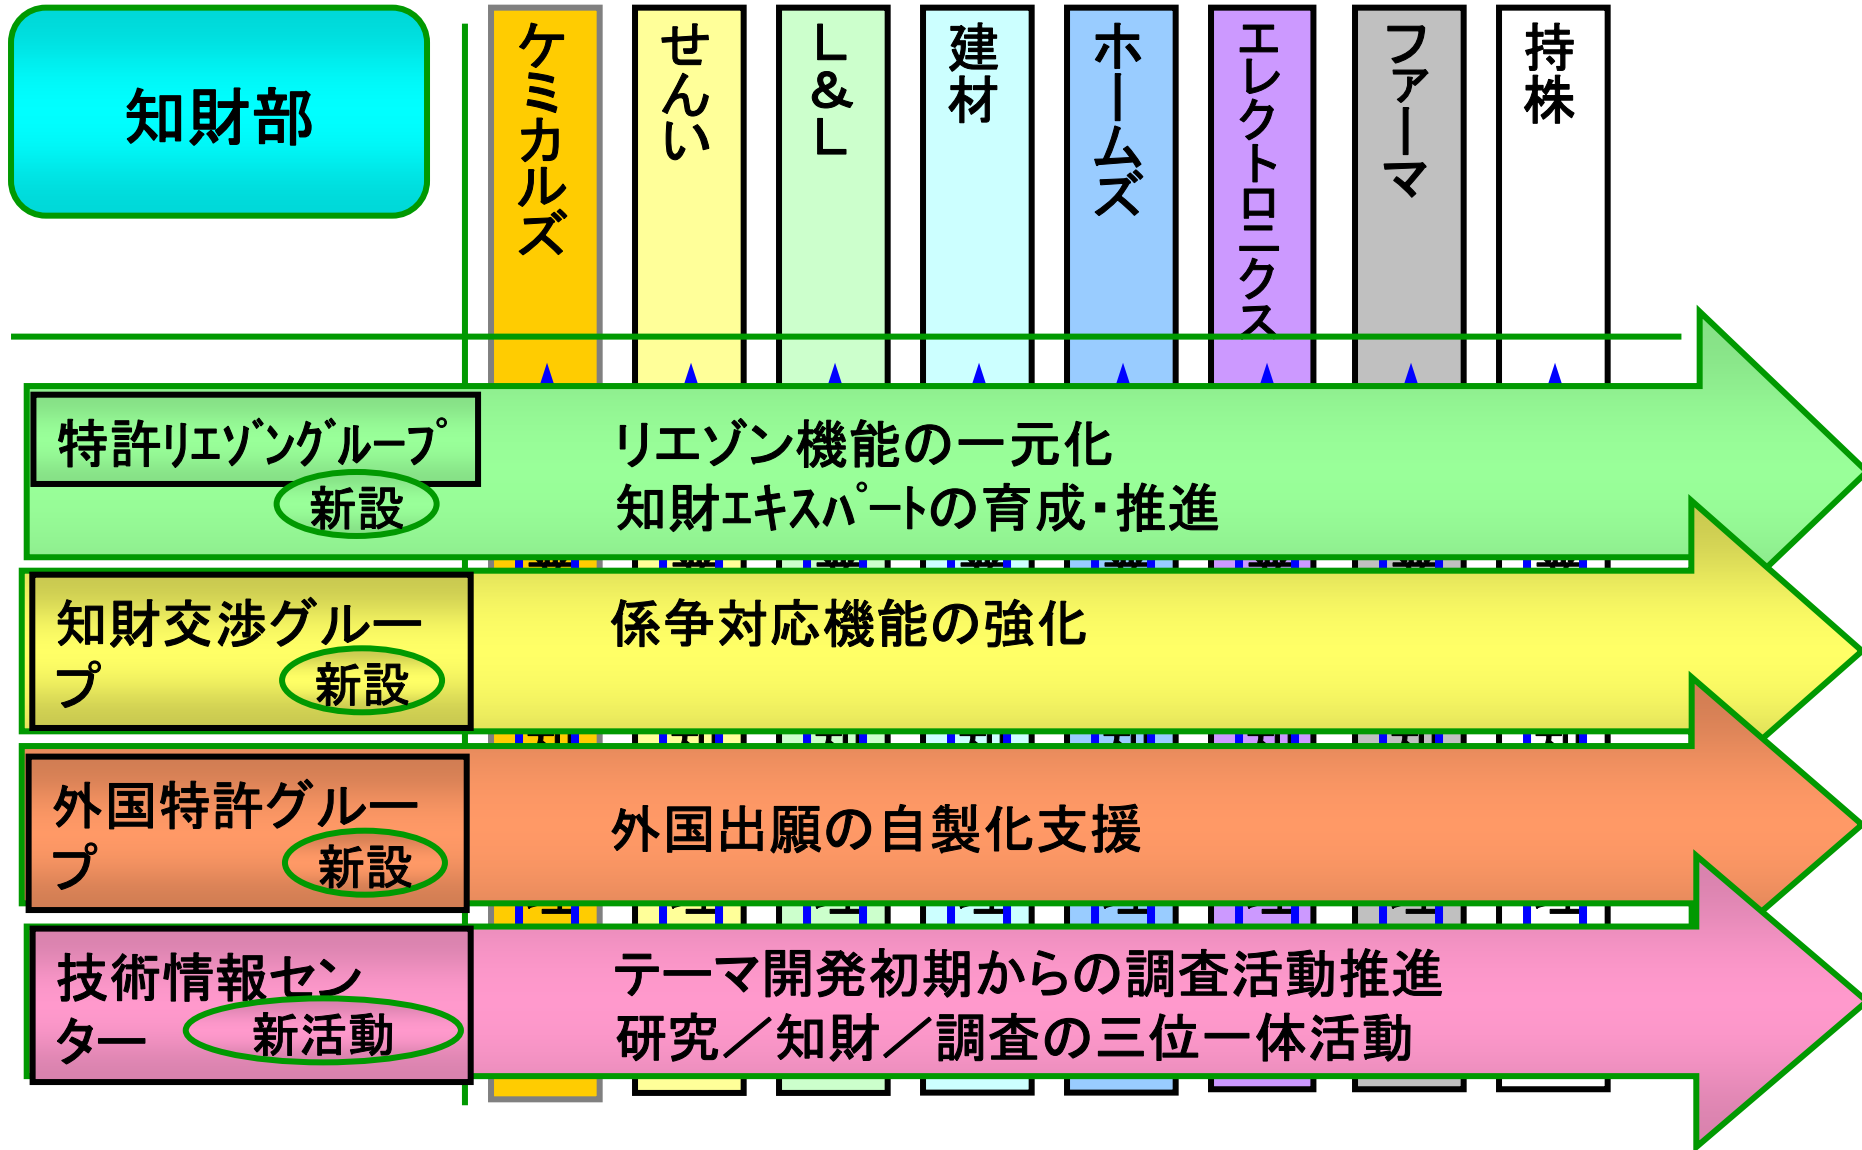 知財部
ケミカルズ
せんい
L&L
建材
ホームズ
エレクトロニクス
ファーマ
持株
特許ﾘｴｿﾞﾝｸﾞﾙｰﾌﾟ
新設
リエゾン機能の一元化
知財ｴｷｽﾊﾟｰﾄの育成・推進
知財交渉グルー
プ
新設
係争対応機能の強化
外国特許グルー
プ
新設
外国出願の自製化支援
技術情報セン
ター
新活動
テーマ開発初期からの調査活動推進
研究／知財／調査の三位一体活動